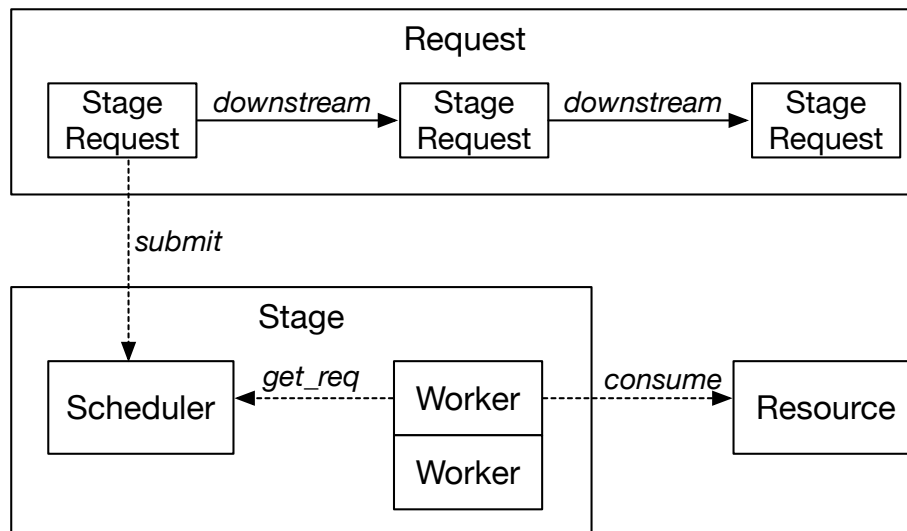 Request
Stage
Request
downstream
Stage
Request
downstream
Stage
Request
submit
Stage
Scheduler
get_req
Worker
consume
Resource
Worker